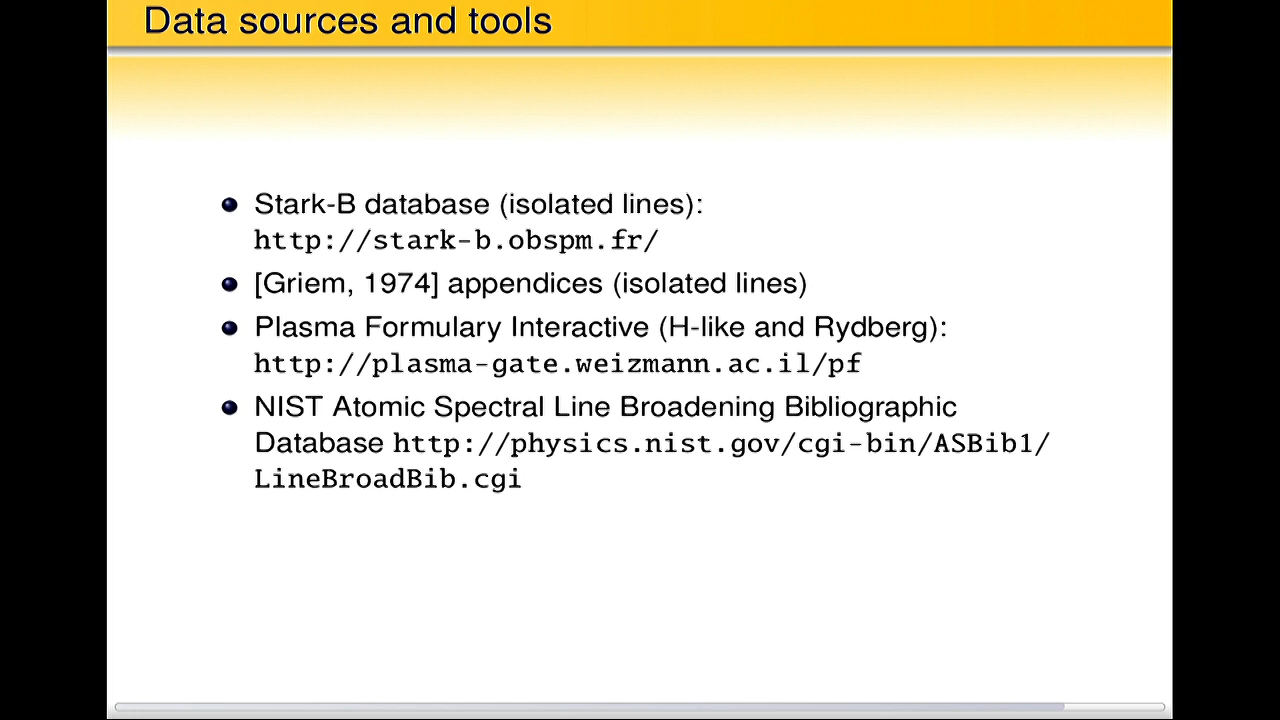 Data sources and tools
Stark-B database (isolated lines):
http://stark-b.obspm.fr/
[Griem, 1974] appendices (isolated lines)
Plasma Formulary Interactive (H-like and Rydberg):
http://plasma-gate.weizmann.ac.il/pf
NIST Atomic Spectral Line Broadening Bibliographic
Database http://physics.nist.gov/cgi-bin/ASBib1/
LineBroadBib.cgi